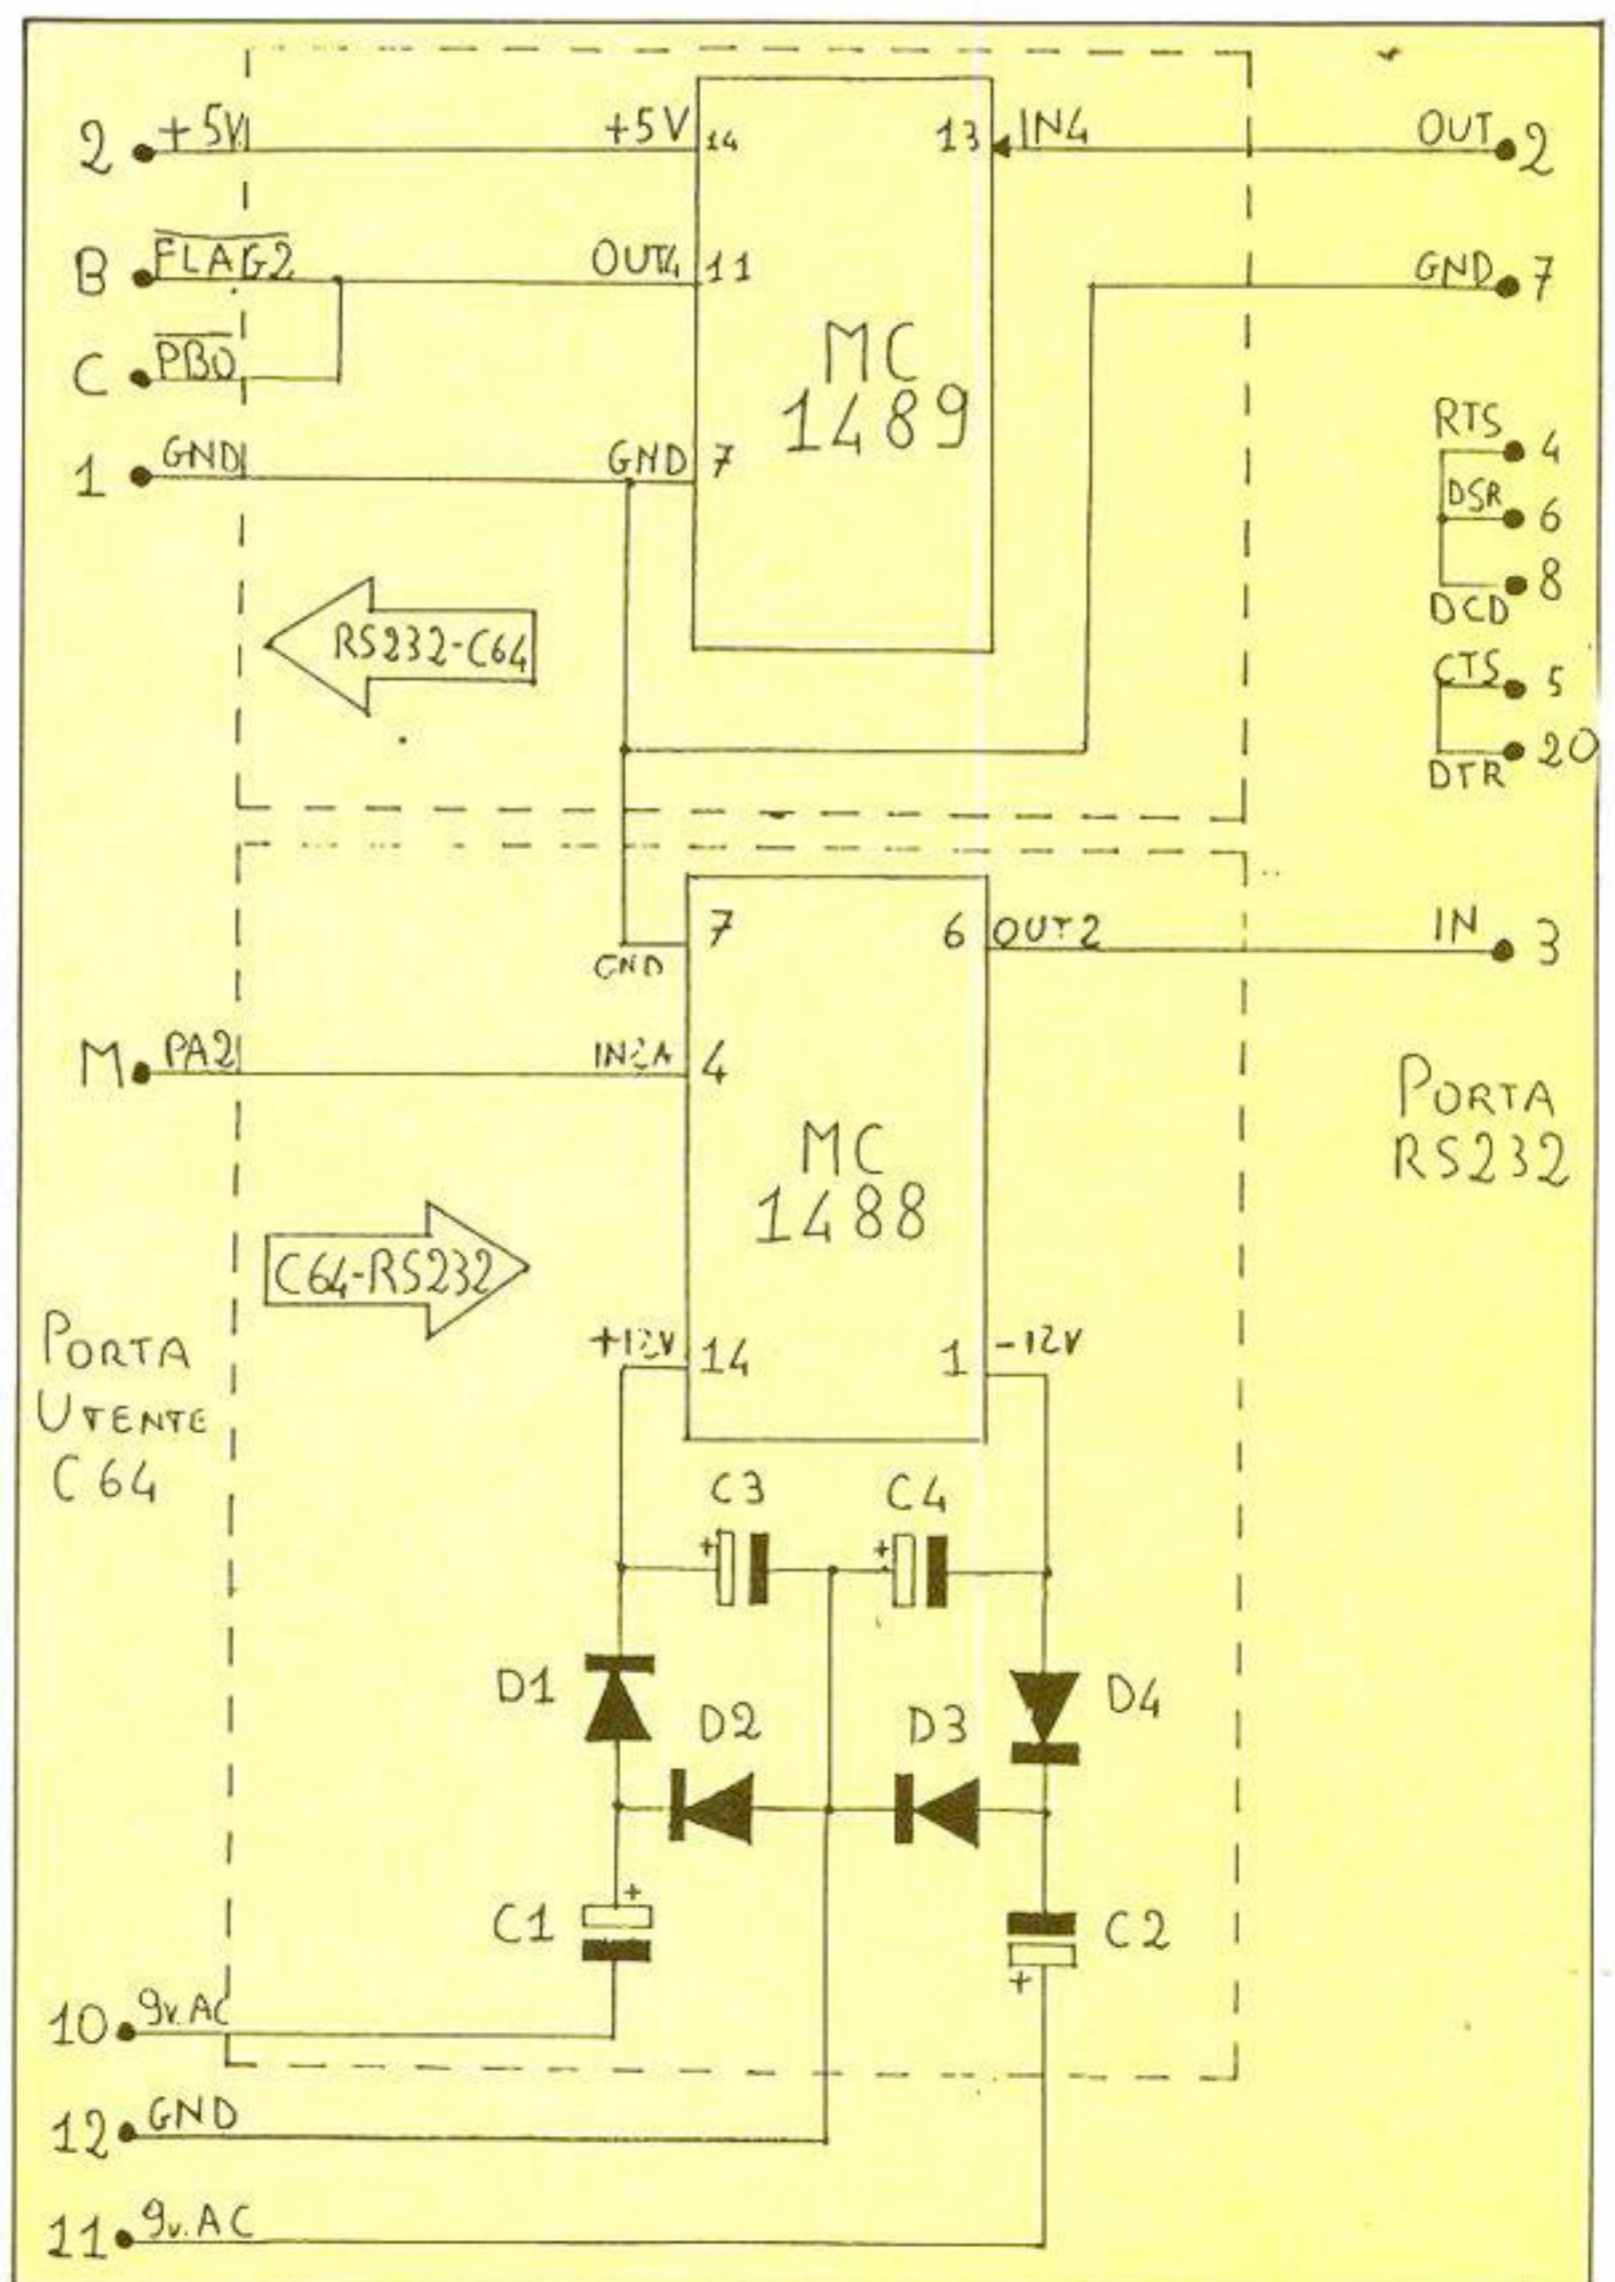 2 +5V +5V 14 13 IN4 OUT 2
B FLAG2 OUT4 11 GND 7
C PB0
MC
1489
1 GND GND 7
RTS 4
DSR 6
8
DCD
RS232-C64
CTS 5
20
DTR
7 6 OUT2 IN 3
GND
M PA2 IN2A 4
PORTA
RS232
MC
1488
C64-RS232
+12V 14 1 -12V
PORTA
UTENTE
C64
C3 C4
+ +
D1 D2 D3 D4
+
C1 C2
+
10 9v.AC
12 GND
11 9v.AC